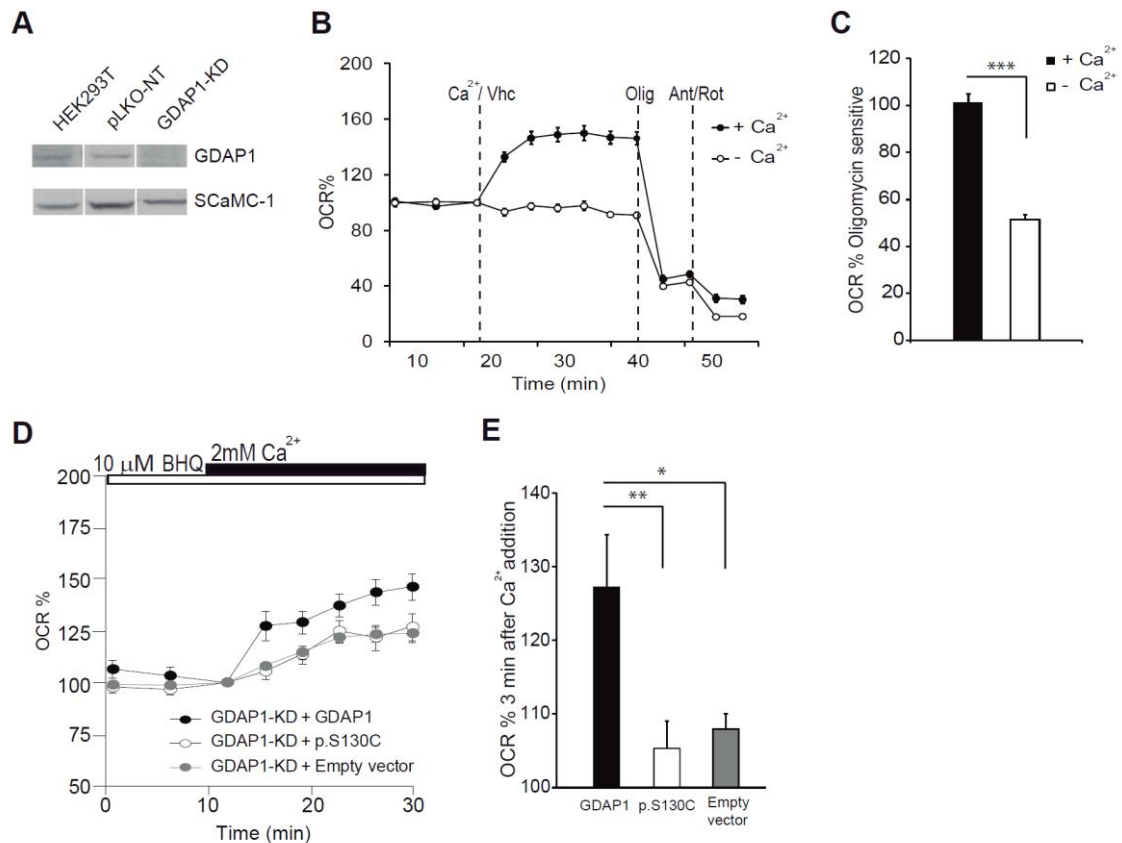 A
HEK293T
pLKO-NT
GDAP1-KD
GDAP1
SCaMC-1
B
200
160
120
80
40
0
OCR%
Ca²⁺/ Vhc
Olig
Ant/Rot
+ Ca²⁺
- Ca²⁺
10
20
30
40
50
Time (min)
C
+ Ca²⁺
- Ca²⁺
***
120
100
80
60
40
20
0
OCR % Oligomycin sensitive
D
10 μM BHQ
2mM Ca²⁺
200
175
150
125
100
75
50
OCR %
GDAP1-KD + GDAP1
GDAP1-KD + p.S130C
GDAP1-KD + Empty vector
0
10
20
30
Time (min)
E
*
**
140
130
120
110
100
OCR % 3 min after Ca²⁺ addition
GDAP1
p.S130C
Empty
vector